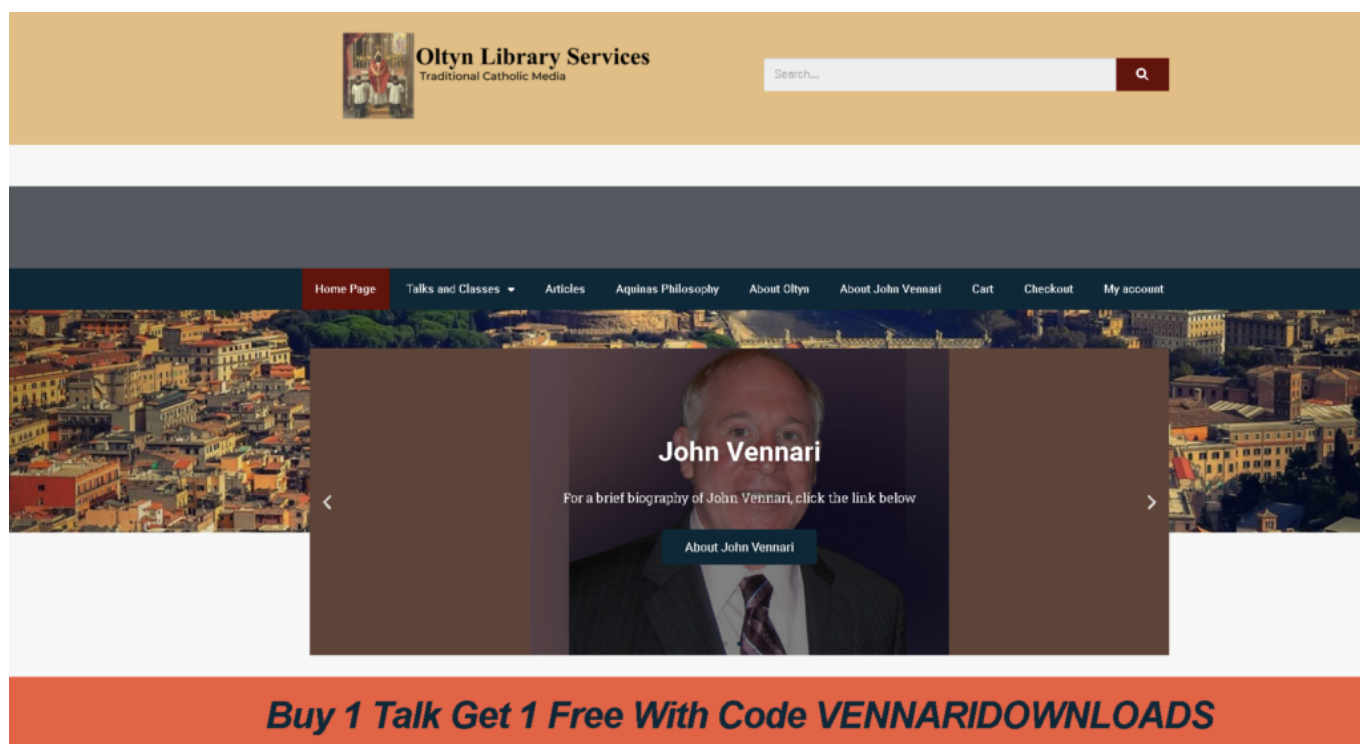 Oltyn Library Services
Traditional Catholic Media
Search...
Home Page Talks and Classes Articles Aquinas Philosophy About Oltyn About John Vennari Cart Checkout My account
John Vennari
For a brief biography of John Vennari, click the link below
About John Vennari
Buy 1 Talk Get 1 Free With Code VENNARIDOWNLOADS